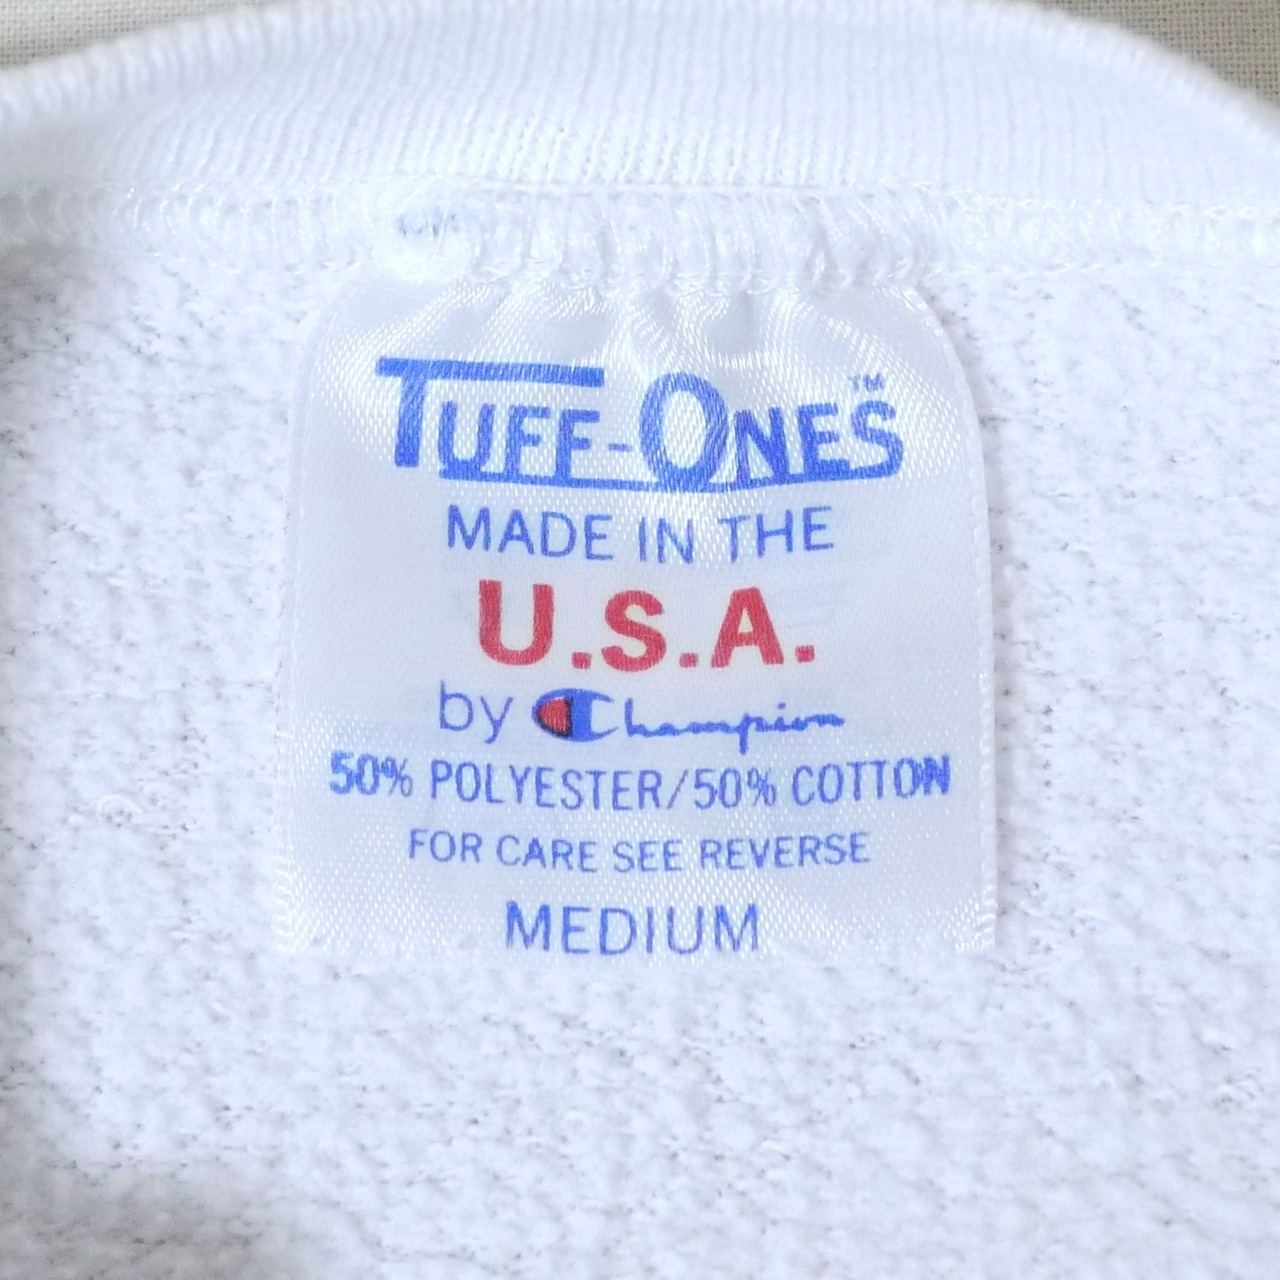 TUFF-ONES™
MADE IN THE
U.S.A.
by Champion
50% POLYESTER/50% COTTON
FOR CARE SEE REVERSE
MEDIUM